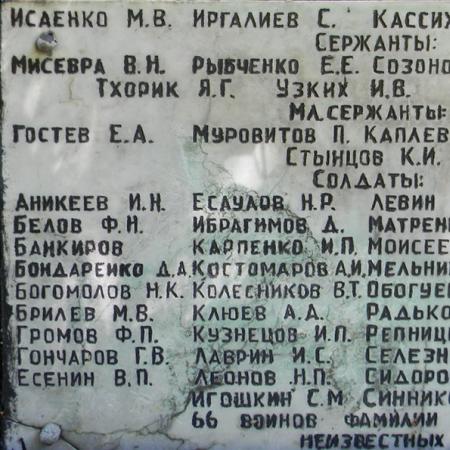 Исаенко М.В. Иргалиев С. Кассих
Сержанты:
Мисевра В.Н. Рыбченко Е.Е. Созоно
Тхорик Я.Г. Узких И.В.
Мл.сержанты:
Гостев Е.А. Муровитов П. Каплев
Стынцов К.И.
Солдаты:
Аникеев И.Н. Есаулов Н.Р. Левин
Белов Ф.Н. Ибрагимов Д. Матрен
Банкиров Карпенко И.П. Моисее
Бондаренко Д.А. Костомаров А.И. Мельни
Богомолов Н.К. Колесников В.Т. Обогуе
Брилев М.В. Клюев А.А. Радько
Громов Ф.П. Кузнецов И.П. Репнице
Гончаров Г.В. Лаврин И.С. Селезн
Есенин В.П. Леонов Н.П. Сидоро
Игошкин С.М Синник
66 воинов фамилии
неизвестных